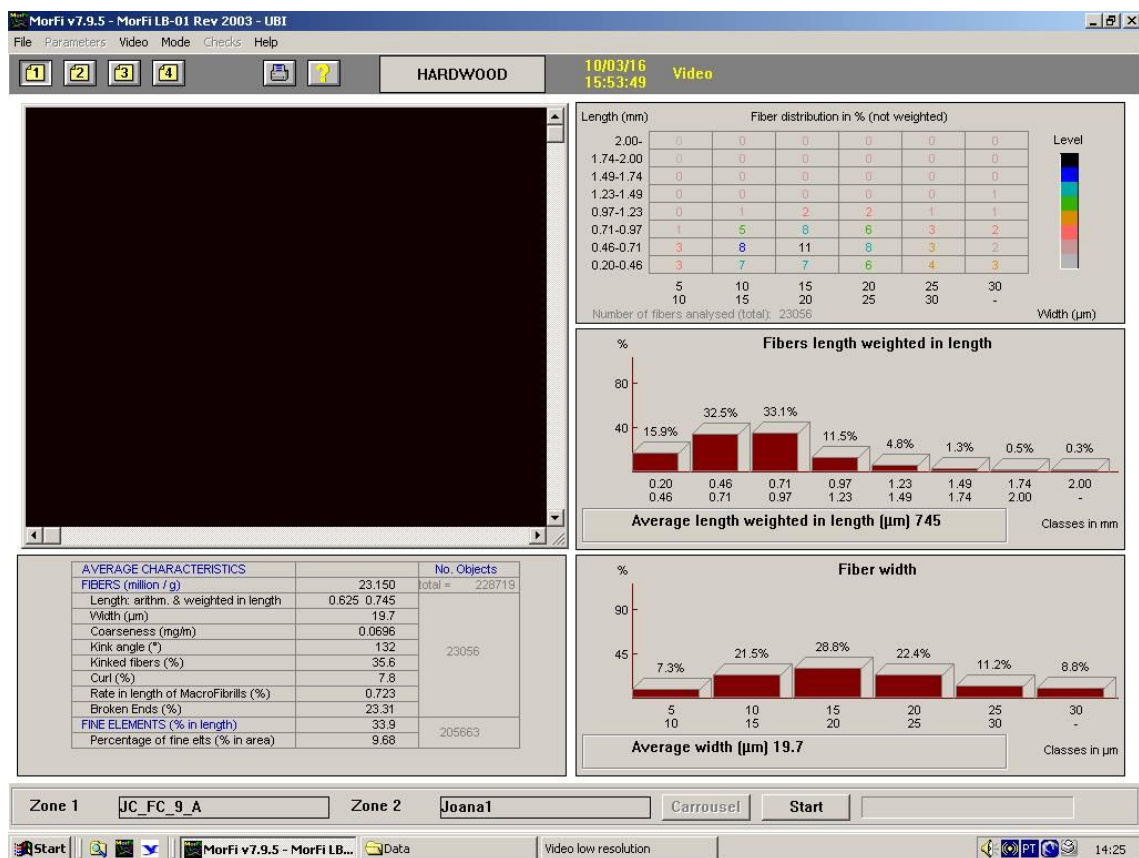 MorFi v7.9.5 - MorFi LB-01 Rev 2003 - UBI
File Parameters Video Mode Checks Help
1 2 3 4 ? HARDWOOD 10/03/16 Video
15:53:49
Length (mm) Fiber distribution in % (not weighted)
2.00- 0 0 0 0 0 0 Level
1.74-2.00 0 0 0 0 0 0
1.49-1.74 0 0 0 0 0 0
1.23-1.49 0 0 0 0 0 1
0.97-1.23 0 1 2 2 1 1
0.71-0.97 1 5 8 6 3 2
0.46-0.71 3 8 11 8 3 2
0.20-0.46 3 7 7 6 4 3
5 10 15 20 25 30
10 15 20 25 30 -
Number of fibers analysed (total): 23056 Width (µm)
% Fibers length weighted in length
80
40
15.9% 32.5% 33.1% 11.5% 4.8% 1.3% 0.5% 0.3%
0.20 0.46 0.71 0.97 1.23 1.49 1.74 2.00
0.46 0.71 0.97 1.23 1.49 1.74 2.00 -
Average length weighted in length (µm) 745 Classes in mm
AVERAGE CHARACTERISTICS No. Objects
FIBERS (million / g) 23.150 total = 228719
Length: arithm. & weighted in length 0.625 0.745
Width (µm) 19.7
Coarseness (mg/m) 0.0696
Kink angle (°) 132
23056
Kinked fibers (%) 35.6
Curl (%) 7.8
Rate in length of MacroFibrills (%) 0.723
Broken Ends (%) 23.31
FINE ELEMENTS (% in length) 33.9
205663
Percentage of fine elts (% in area) 9.68
% Fiber width
90
45
7.3% 21.5% 28.8% 22.4% 11.2% 8.8%
5 10 15 20 25 30
10 15 20 25 30 -
Average width (µm) 19.7 Classes in µm
Zone 1 JC_FC_9_A Zone 2 Joana1 Carrousel Start
Start MorFi v7.9.5 - MorFi LB... Data Video low resolution PT 14:25